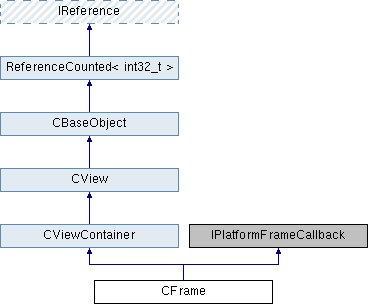 IReference
ReferenceCounted< int32_t >
CBaseObject
CView
CViewContainer
IPlatformFrameCallback
CFrame